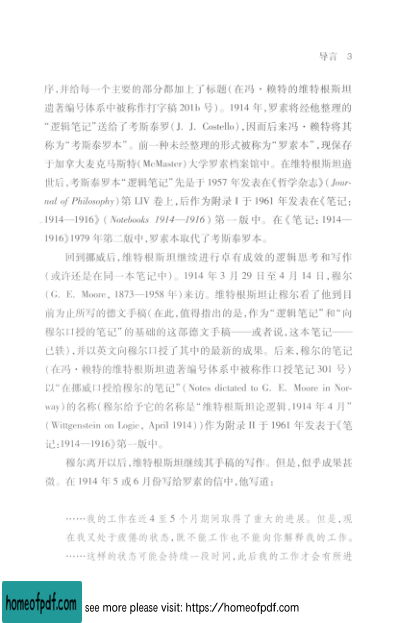 导言 3
序,并给每一个主要的部分都加上了标题(在冯·赖特的维特根斯坦
遗著编号体系中被称作打字稿 201b 号)。1914 年,罗素将经他整理的
“逻辑笔记”送给了考斯泰罗(J. J. Costello),因而后来冯·赖特将其
称为“考斯泰罗本”。前一种未经整理的形式被称为“罗素本”,现保存
于加拿大麦克马斯特(McMaster)大学罗素档案馆中。在维特根斯坦逝
世后,考斯泰罗本“逻辑笔记”先是于 1957 年发表在《哲学杂志》(Jour-
nal of Philosophy)第 LIV 卷上,后作为附录 I 于 1961 年发表在《笔记:
1914—1916》(Notebooks 1914—1916)第一版中。在《笔记:1914—
1916》1979 年第二版中,罗素本取代了考斯泰罗本。
回到挪威后,维特根斯坦继续进行卓有成效的逻辑思考和写作
(或许还是在同一本笔记中)。1914 年 3 月 29 日至 4 月 14 日,穆尔
(G. E. Moore, 1873—1958 年)来访。维特根斯坦让穆尔看了他到目
前为止所写的德文手稿(在此,值得指出的是,作为“逻辑笔记”和“向
穆尔口授的笔记”的基础的这部德文手稿——或者说,这本笔记——
已轶),并以英文向穆尔口授了其中的最新的成果。后来,穆尔的笔记
(在冯·赖特的维特根斯坦遗著编号体系中被称作口授笔记 301 号)
以“在挪威口授给穆尔的笔记”(Notes dictated to G. E. Moore in Nor-
way)的名称(穆尔给予它的名称是“维特根斯坦论逻辑,1914 年 4 月”
(Wittgenstein on Logic, April 1914))作为附录 II 于 1961 年发表于《笔
记:1914—1916》第一版中。
穆尔离开以后,维特根斯坦继续其手稿的写作。但是,似乎成果甚
微。在 1914 年 5 或 6 月份写给罗素的信中,他写道:
……我的工作在近 4 至 5 个月期间取得了重大的进展。但是,现
在我又处于疲倦的状态,既不能工作也不能向你解释我的工作。
……这样的状态可能会持续一段时间,此后我的工作才会有所进
homeofpdf.com see more please visit: https://homeofpdf.com